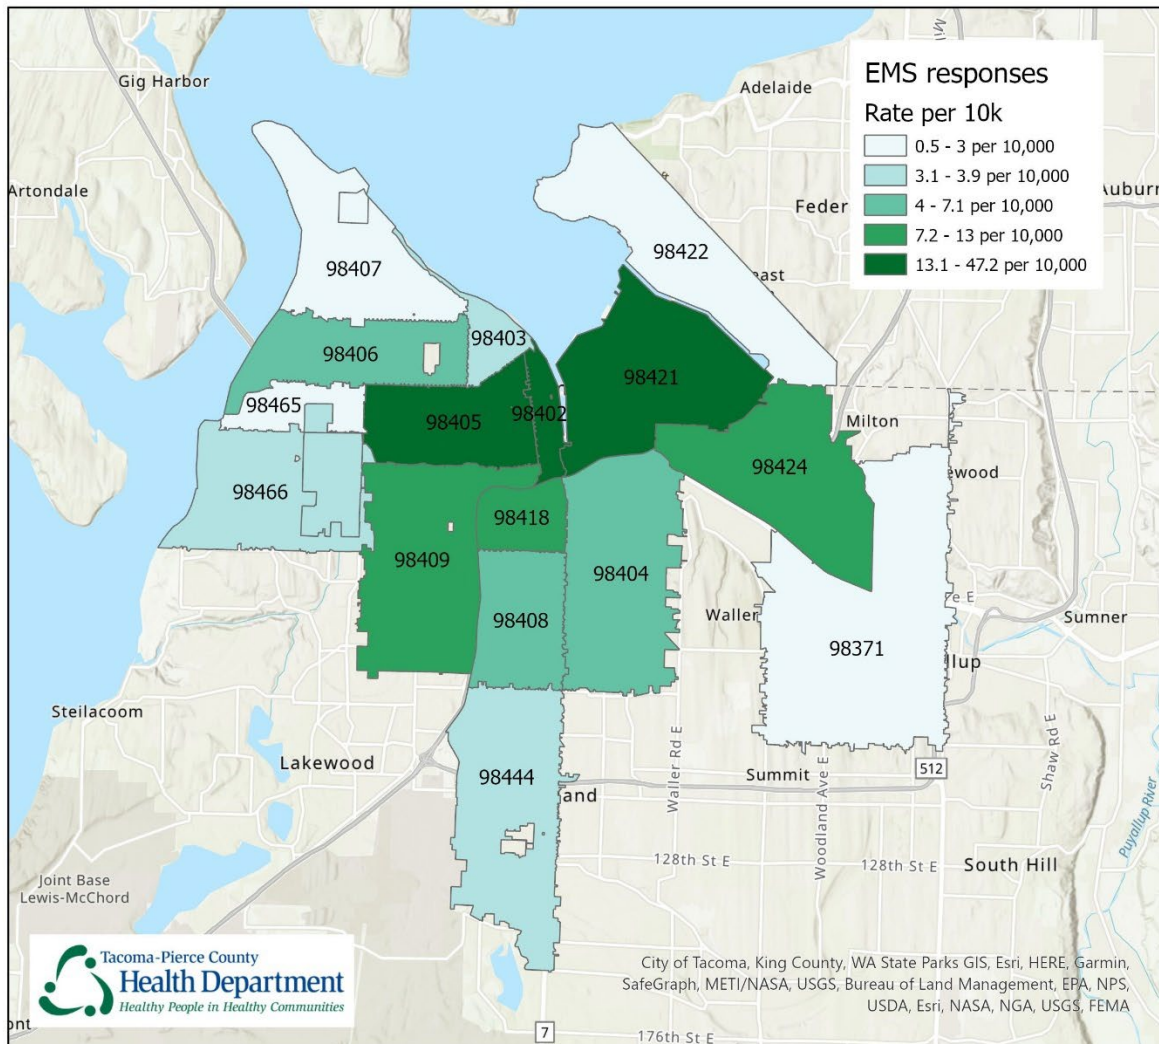 Gig Harbor
Adelaide
Artondale
Auburn
Feder
east
EMS responses
Rate per 10k
0.5 - 3 per 10,000
3.1 - 3.9 per 10,000
4 - 7.1 per 10,000
7.2 - 13 per 10,000
13.1 - 47.2 per 10,000
98407
98422
98403
98406
98421
98465
98405
98402
Milton
98424
ewood
98466
98418
98409
98404
98408
Waller
e E
Sumner
98371
llup
Steilacoom
Lakewood
98444
and
Summit
512
Waller Rd E
Woodland Ave E
Shaw Rd E
Puyallup River
128th St E
128th St E
South Hill
Joint Base
Lewis-McChord
Tacoma-Pierce County
Health Department
Healthy People in Healthy Communities
ont
7
176th St E
City of Tacoma, King County, WA State Parks GIS, Esri, HERE, Garmin,
SafeGraph, METI/NASA, USGS, Bureau of Land Management, EPA, NPS,
USDA, Esri, NASA, NGA, USGS, FEMA